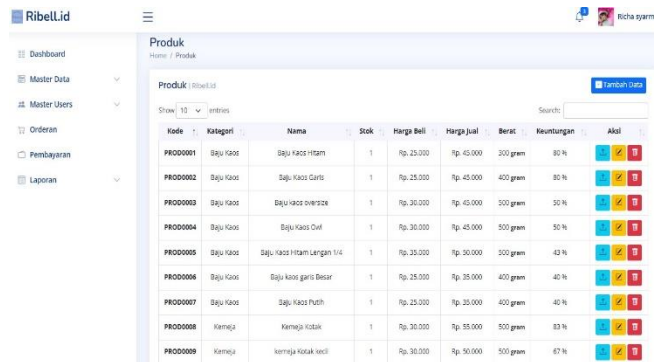 Ribell.id
3
Richa syarm
Dashboard
Master Data
Master Users
Orderan
Pembayaran
Laporan
Produk
Home / Produk
Produk | Ribell.id
Tambah Data
Show 10 entries
Search:
Kode Kategori Nama Stok Harga Beli Harga Jual Berat Keuntungan Aksi
PROD0001 Baju Kaos Baju Kaos Hitam 1 Rp. 25.000 Rp. 45.000 300 gram 80 %
PROD0002 Baju Kaos Baju Kaos Garis 1 Rp. 25.000 Rp. 45.000 400 gram 80 %
PROD0003 Baju Kaos Baju kaos oversize 1 Rp. 30.000 Rp. 45.000 500 gram 50 %
PROD0004 Baju Kaos Baju Kaos Owl 1 Rp. 30.000 Rp. 45.000 500 gram 50 %
PROD0005 Baju Kaos Baju Kaos Hitam Lengan 1/4 1 Rp. 35.000 Rp. 50.000 500 gram 43 %
PROD0006 Baju Kaos Baju kaos garis Besar 1 Rp. 25.000 Rp. 35.000 400 gram 40 %
PROD0007 Baju Kaos Baju Kaos Putih 1 Rp. 25.000 Rp. 35.000 400 gram 40 %
PROD0008 Kemeja Kemeja Kotak 1 Rp. 30.000 Rp. 55.000 500 gram 83 %
PROD0009 Kemeja kemeja Kotak kecil 1 Rp. 30.000 Rp. 50.000 500 gram 67 %